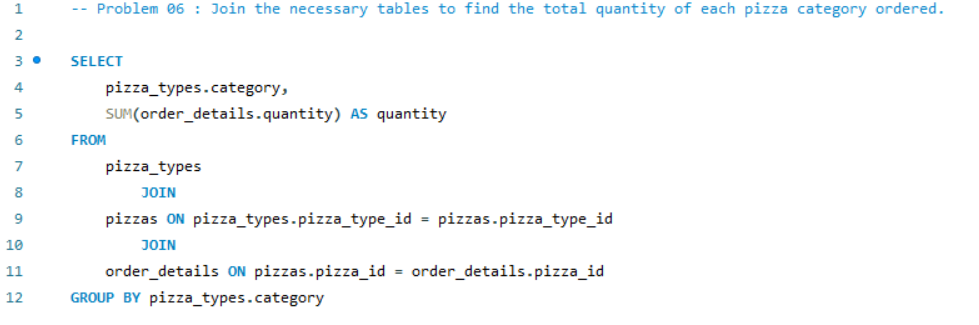 1 -- Problem 06 : Join the necessary tables to find the total quantity of each pizza category ordered.
2
3 SELECT
4 pizza_types.category,
5 SUM(order_details.quantity) AS quantity
6 FROM
7 pizza_types
8 JOIN
9 pizzas ON pizza_types.pizza_type_id = pizzas.pizza_type_id
10 JOIN
11 order_details ON pizzas.pizza_id = order_details.pizza_id
12 GROUP BY pizza_types.category